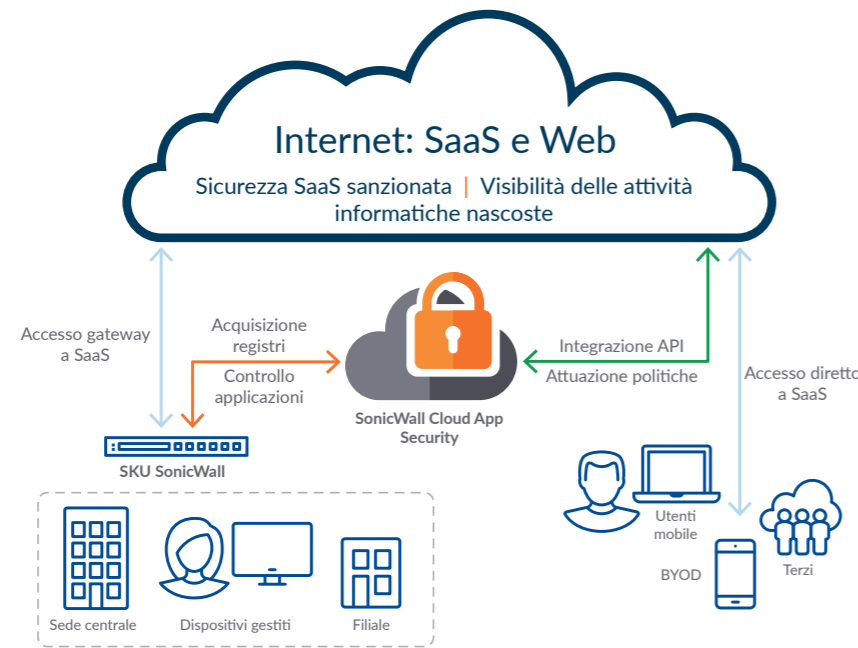 Internet: SaaS e Web
Sicurezza SaaS sanzionata | Visibilità delle attività
informatiche nascoste
Accesso gateway
a SaaS
Acquisizione
registri
Controllo
applicazioni
SonicWall Cloud App
Security
Integrazione API
Attuazione politiche
Accesso diretto
a SaaS
SKU SonicWall
Sede centrale
Dispositivi gestiti
Filiale
Utenti
mobile
BYOD
Terzi